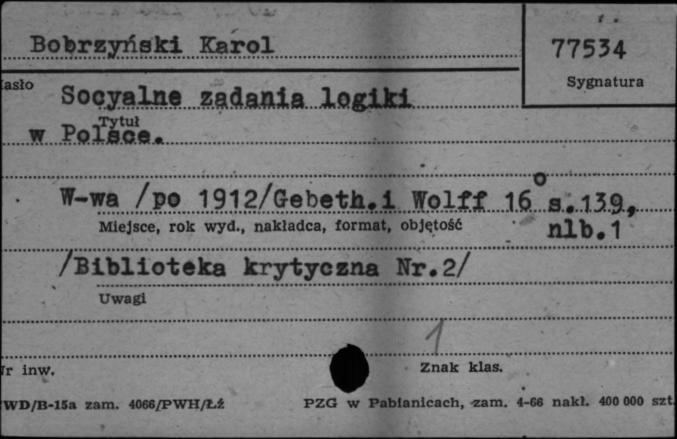 Bobrzyński Karol
77534
asło
Sygnatura
Socyalne zadania logiki
Tytuł
w Polsce.
W-wa /po 1912/Gebeth.i Wolff 16° s.139,
Miejsce, rok wyd., nakładca, format, objętość
nlb.1
/Biblioteka krytyczna Nr.2/
Uwagi
1
r inw.
Znak klas.
WD/B-15a zam. 4066/PWH/Łź
PZG w Pabianicach, zam. 4-66 nakł. 400 000 szt